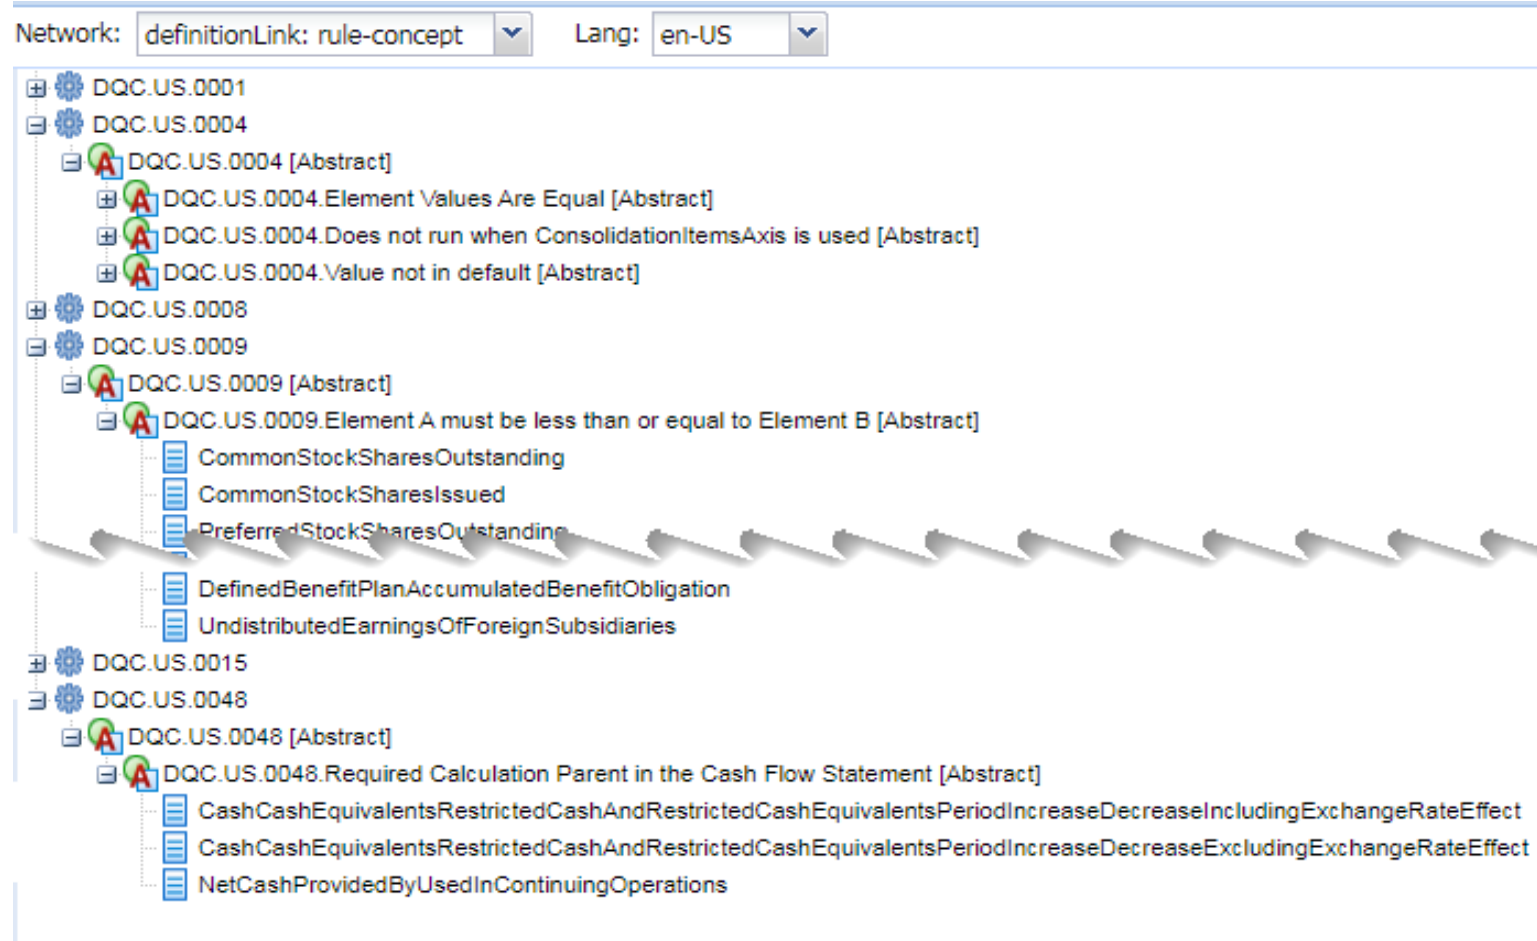 Network: definitionLink: rule-concept Lang: en-US
DQC.US.0001
DQC.US.0004
DQC.US.0004 [Abstract]
DQC.US.0004.Element Values Are Equal [Abstract]
DQC.US.0004.Does not run when ConsolidationItemsAxis is used [Abstract]
DQC.US.0004.Value not in default [Abstract]
DQC.US.0008
DQC.US.0009
DQC.US.0009 [Abstract]
DQC.US.0009.Element A must be less than or equal to Element B [Abstract]
CommonStockSharesOutstanding
CommonStockSharesIssued
PreferredStockSharesOutstanding
DefinedBenefitPlanAccumulatedBenefitObligation
UndistributedEarningsOfForeignSubsidiaries
DQC.US.0015
DQC.US.0048
DQC.US.0048 [Abstract]
DQC.US.0048.Required Calculation Parent in the Cash Flow Statement [Abstract]
CashCashEquivalentsRestrictedCashAndRestrictedCashEquivalentsPeriodIncreaseDecreaseIncludingExchangeRateEffect
CashCashEquivalentsRestrictedCashAndRestrictedCashEquivalentsPeriodIncreaseDecreaseExcludingExchangeRateEffect
NetCashProvidedByUsedInContinuingOperations